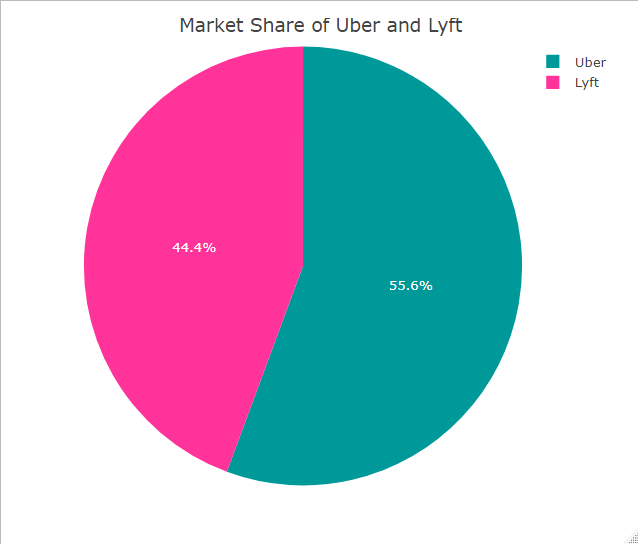 Market Share of Uber and Lyft
Uber
Lyft
44.4%
55.6%